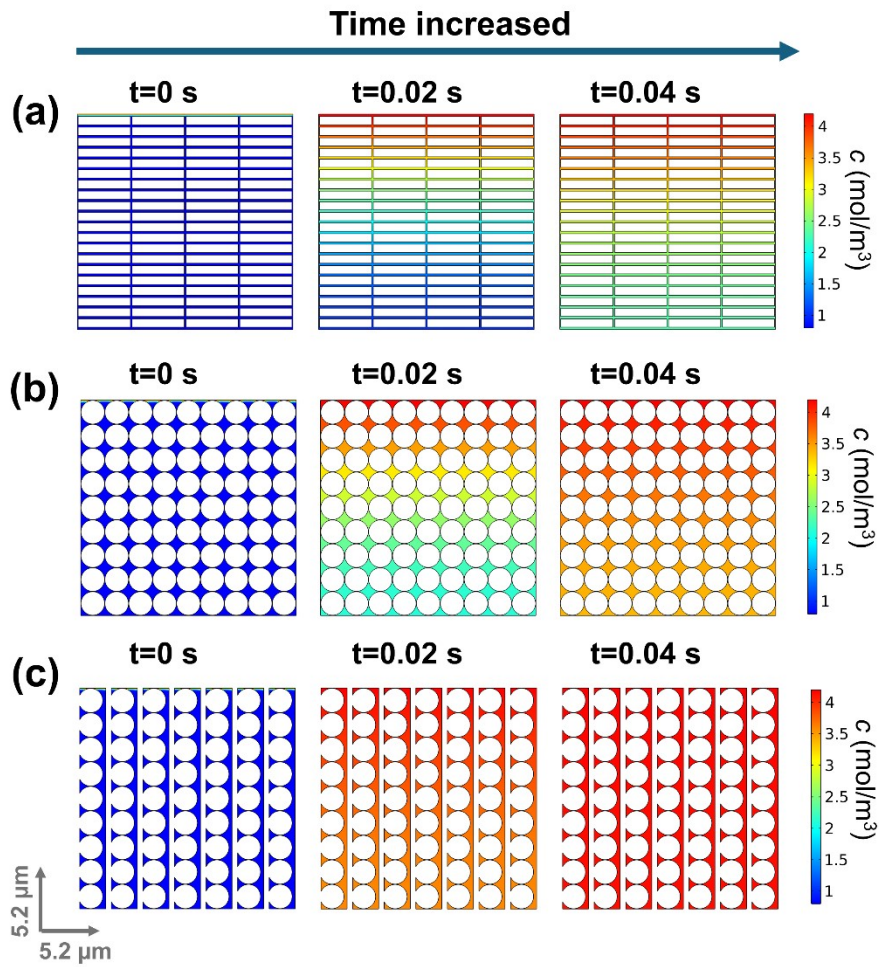 Time increased
(a)
t=0 s
t=0.02 s
t=0.04 s
4
3.5
3
2.5
2
1.5
1
c (mol/m³)
(b)
t=0 s
t=0.02 s
t=0.04 s
4
3.5
3
2.5
2
1.5
1
c (mol/m³)
(c)
t=0 s
t=0.02 s
t=0.04 s
4
3.5
3
2.5
2
1.5
1
c (mol/m³)
5.2 μm
5.2 μm